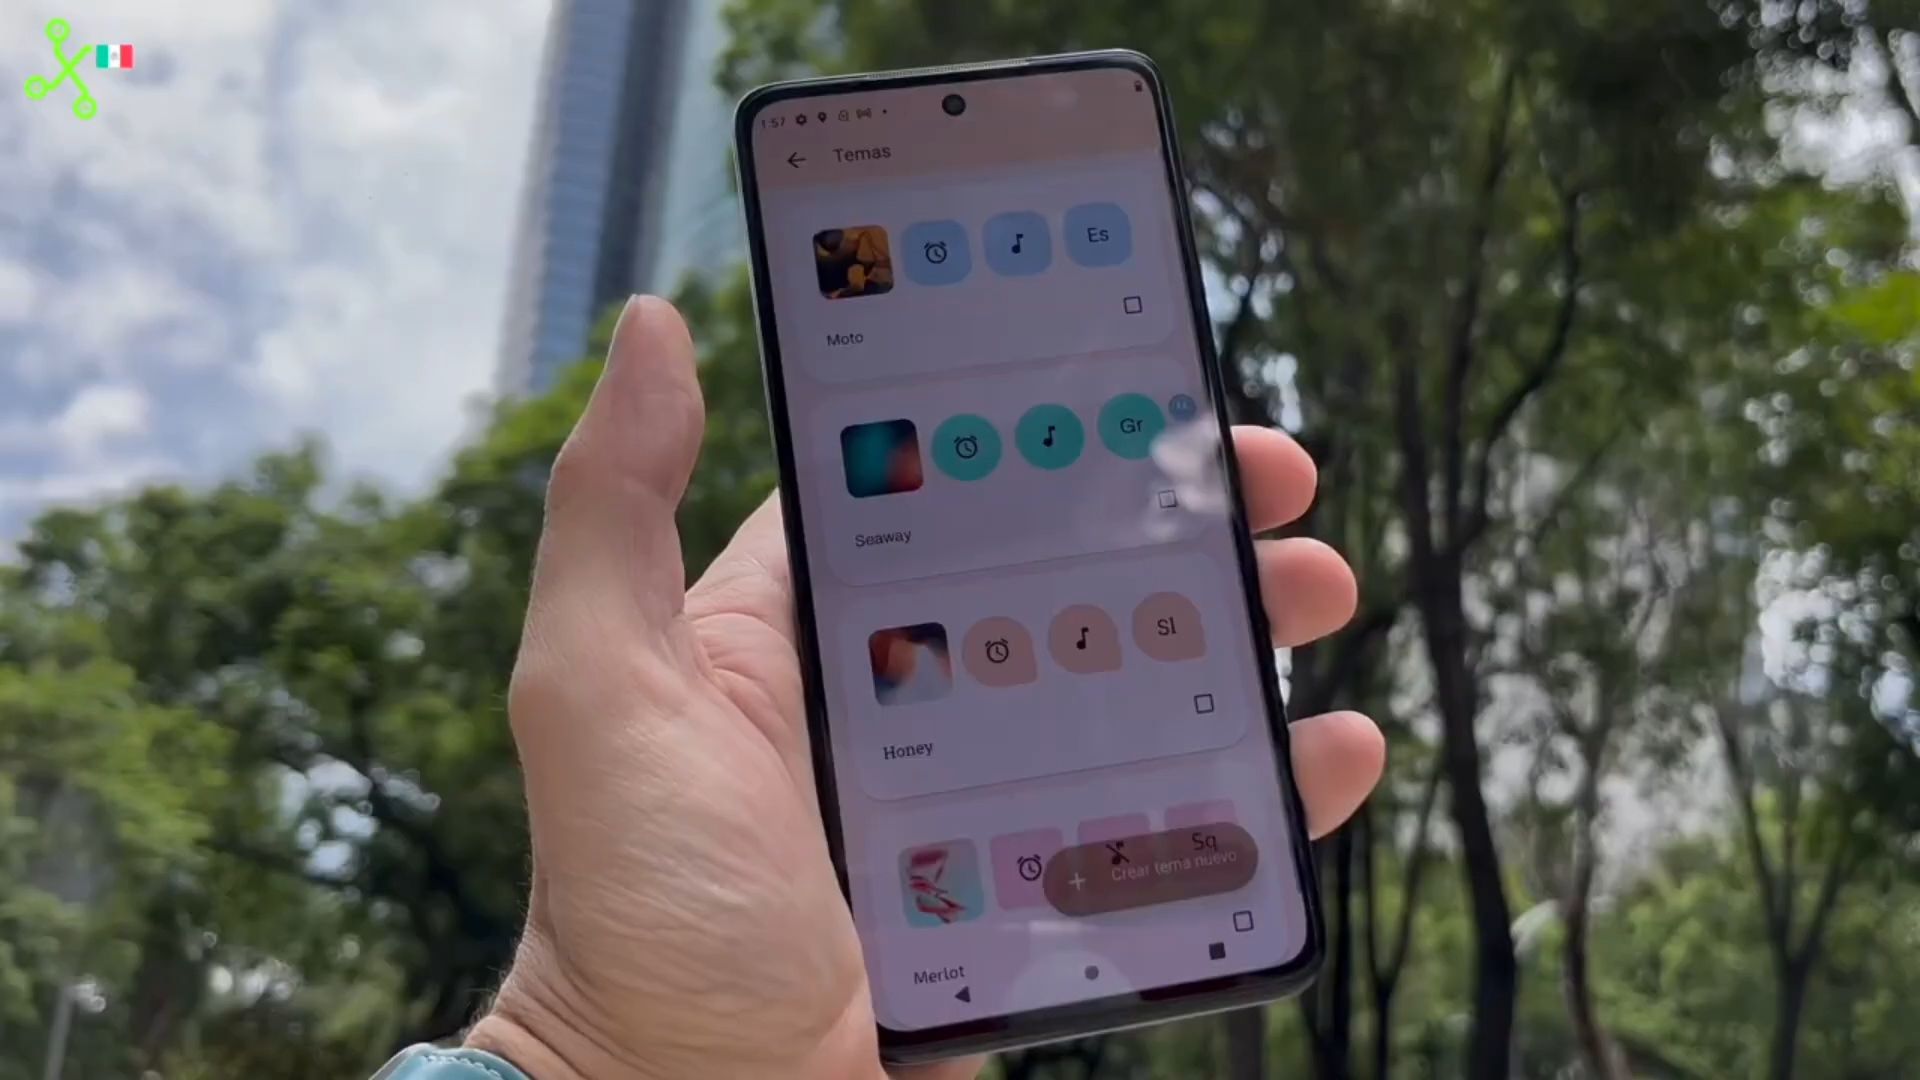 1:57
Temas
Es
Moto
Gr
Seaway
Sl
Honey
Sq
Crear tema nuevo
Merlot